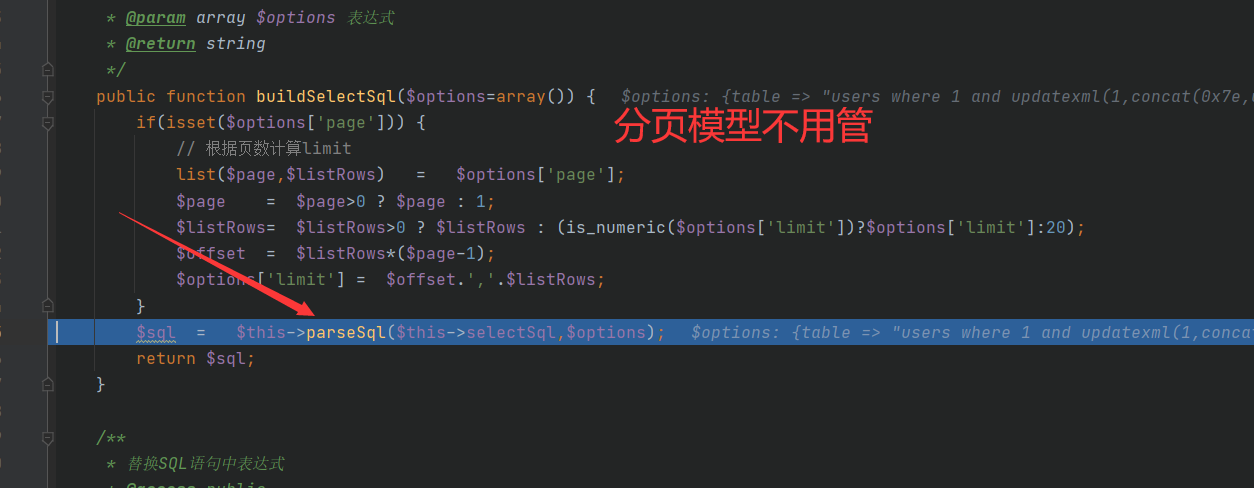 * @param array $options 表达式
* @return string
*/
public function buildSelectSql($options=array()) {   $options: {table => "users where 1 and updatexml(1,concat(0x7e,
分页模型不用管
if(isset($options['page'])) {
// 根据页数计算limit
list($page,$listRows)   =   $options['page'];
$page    =  $page>0 ? $page : 1;
$listRows=  $listRows>0 ? $listRows : (is_numeric($options['limit'])?$options['limit']:20);
$offset  =  $listRows*($page-1);
$options['limit'] =  $offset.','.$listRows;
}
$sql  =   $this->parseSql($this->selectSql,$options);   $options: {table => "users where 1 and updatexml(1,concat
return $sql;
}
/**
* 替换SQL语句中表达式
* @access public